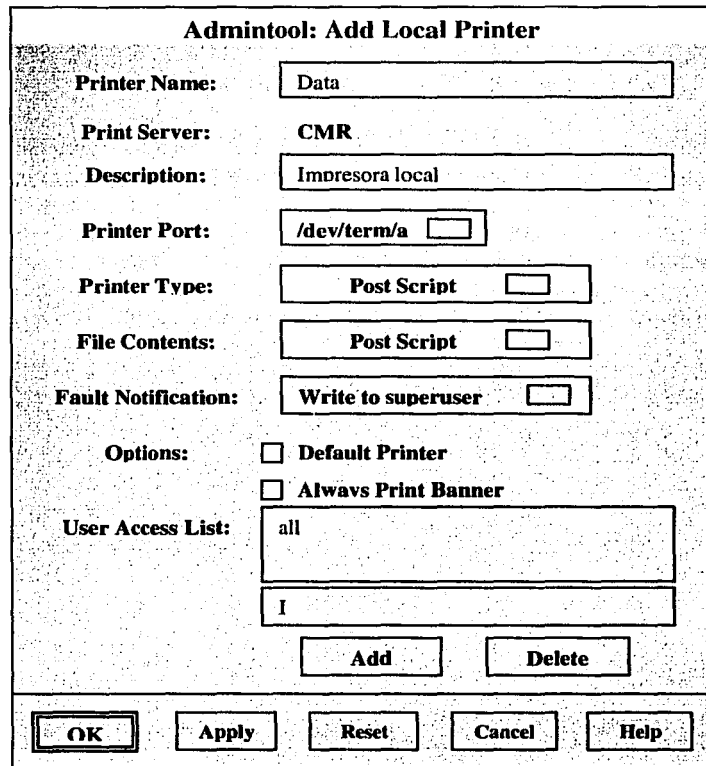 Admintool: Add Local Printer
Printer Name: Data
Print Server: CMR
Description: Impresora local
Printer Port: /dev/term/a
Printer Type: Post Script
File Contents: Post Script
Fault Notification: Write to superuser
Options: Default Printer
Always Print Banner
User Access List: all
I
Add Delete
OK Apply Reset Cancel Help